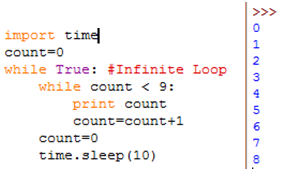 import time
count=0
while True: #Infinite Loop
    while count < 9:
        print count
        count=count+1
    count=0
    time.sleep(10)
>>>
0
1
2
3
4
5
6
7
8